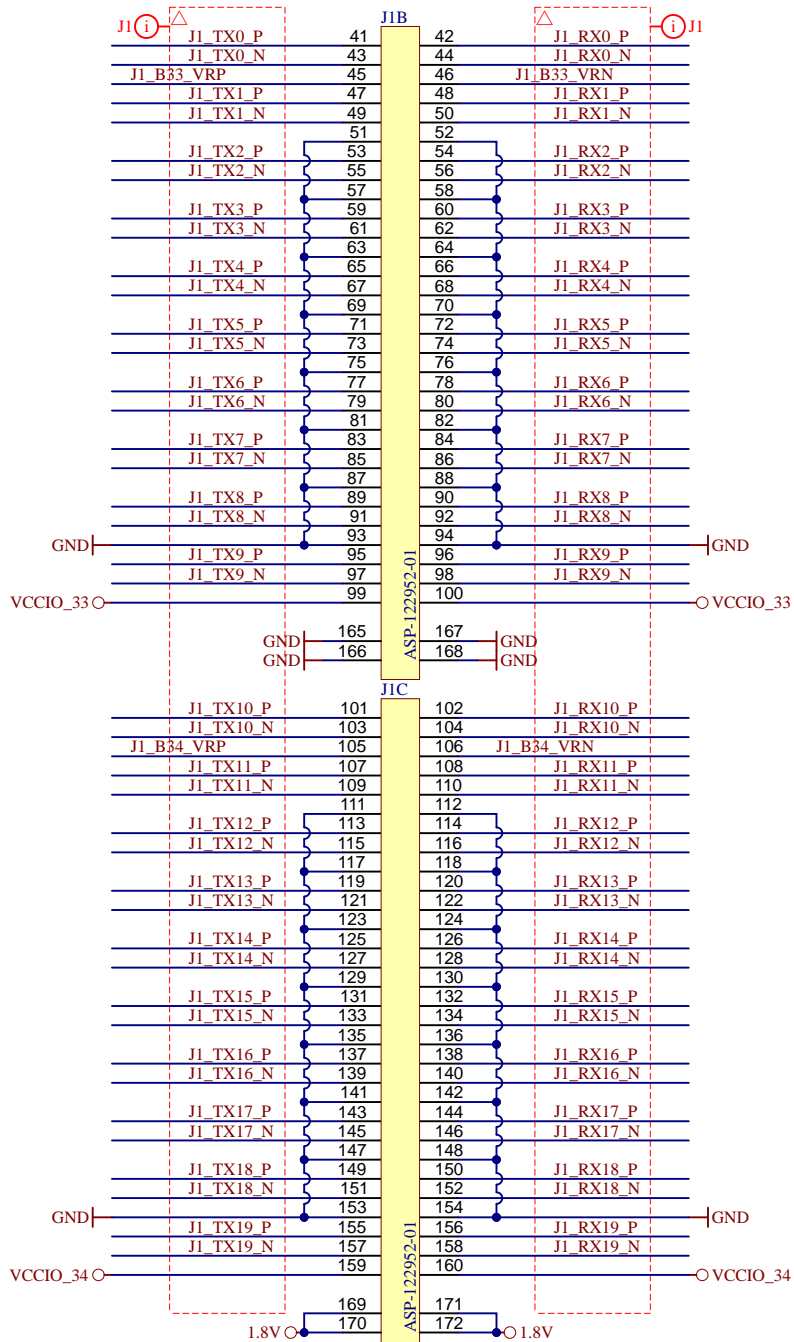 J1B
J1 i i J1
J1_TX0_P 41 42 J1_RX0_P
J1_TX0_N 43 44 J1_RX0_N
J1_B33_VRP 45 46 J1_B33_VRN
J1_TX1_P 47 48 J1_RX1_P
J1_TX1_N 49 50 J1_RX1_N
51 52
J1_TX2_P 53 54 J1_RX2_P
J1_TX2_N 55 56 J1_RX2_N
57 58
J1_TX3_P 59 60 J1_RX3_P
J1_TX3_N 61 62 J1_RX3_N
63 64
J1_TX4_P 65 66 J1_RX4_P
J1_TX4_N 67 68 J1_RX4_N
69 70
J1_TX5_P 71 72 J1_RX5_P
J1_TX5_N 73 74 J1_RX5_N
75 76
J1_TX6_P 77 78 J1_RX6_P
J1_TX6_N 79 80 J1_RX6_N
81 82
J1_TX7_P 83 84 J1_RX7_P
J1_TX7_N 85 86 J1_RX7_N
87 88
J1_TX8_P 89 90 J1_RX8_P
J1_TX8_N 91 92 J1_RX8_N
GND 93 94 GND
J1_TX9_P 95 96 J1_RX9_P
J1_TX9_N 97 98 J1_RX9_N
VCCIO_33 99 100 VCCIO_33
GND 165 167 GND
GND 166 168 GND
ASP-122952-01
J1C
J1_TX10_P 101 102 J1_RX10_P
J1_TX10_N 103 104 J1_RX10_N
J1_B34_VRP 105 106 J1_B34_VRN
J1_TX11_P 107 108 J1_RX11_P
J1_TX11_N 109 110 J1_RX11_N
111 112
J1_TX12_P 113 114 J1_RX12_P
J1_TX12_N 115 116 J1_RX12_N
117 118
J1_TX13_P 119 120 J1_RX13_P
J1_TX13_N 121 122 J1_RX13_N
123 124
J1_TX14_P 125 126 J1_RX14_P
J1_TX14_N 127 128 J1_RX14_N
129 130
J1_TX15_P 131 132 J1_RX15_P
J1_TX15_N 133 134 J1_RX15_N
135 136
J1_TX16_P 137 138 J1_RX16_P
J1_TX16_N 139 140 J1_RX16_N
141 142
J1_TX17_P 143 144 J1_RX17_P
J1_TX17_N 145 146 J1_RX17_N
147 148
J1_TX18_P 149 150 J1_RX18_P
J1_TX18_N 151 152 J1_RX18_N
GND 153 154 GND
J1_TX19_P 155 156 J1_RX19_P
J1_TX19_N 157 158 J1_RX19_N
VCCIO_34 159 160 VCCIO_34
169 171
1.8V 170 172 1.8V
ASP-122952-01